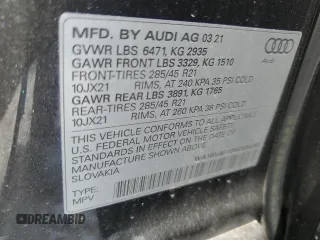 MFD. BY AUDI AG 03 21
GVWR LBS 6471, KG 2935
GAWR FRONT LBS 3329, KG 1510
FRONT-TIRES 285/45 R21
10JX21 RIMS, AT 240 KPA 35 PSI COLD
GAWR REAR LBS 3891, KG 1765
REAR-TIRES 285/45 R21
10JX21 RIMS, AT 260 KPA 38 PSI COLD
THIS VEHICLE CONFORMS TO ALL APPLICABLE
U.S. FEDERAL MOTOR VEHICLE SAFETY
STANDARDS IN EFFECT ON THE DATE OF
MANUFACTURE SHOWN ABOVE.
SLOVAKIA
TYPE:
MPV
DREAMBID